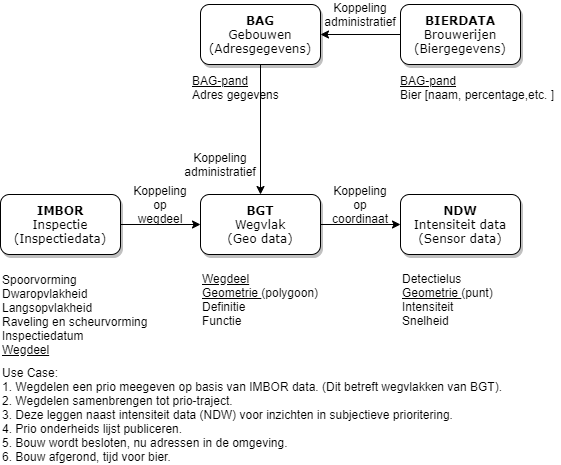 BAG
Gebouwen
(Adresgegevens)
Koppeling
administratief
BIERDATA
Brouwerijen
(Biergegevens)
BAG-pand
Adres gegevens
BAG-pand
Bier [naam, percentage,etc. ]
Koppeling
administratief
IMBOR
Inspectie
(Inspectiedata)
Koppeling
op
wegdeel
BGT
Wegvlak
(Geo data)
Koppeling
op
coordinaat
NDW
Intensiteit data
(Sensor data)
Spoorvorming
Dwaropvlakheid
Langsopvlakheid
Raveling en scheurvorming
Inspectiedatum
Wegdeel
Wegdeel
Geometrie (polygoon)
Definitie
Functie
Detectielus
Geometrie (punt)
Intensiteit
Snelheid
Use Case:
1. Wegdelen een prio meegeven op basis van IMBOR data. (Dit betreft wegvlakken van BGT).
2. Wegdelen samenbrengen tot prio-traject.
3. Deze leggen naast intensiteit data (NDW) voor inzichten in subjectieve prioritering.
4. Prio onderheids lijst publiceren.
5. Bouw wordt besloten, nu adressen in de omgeving.
6. Bouw afgerond, tijd voor bier.